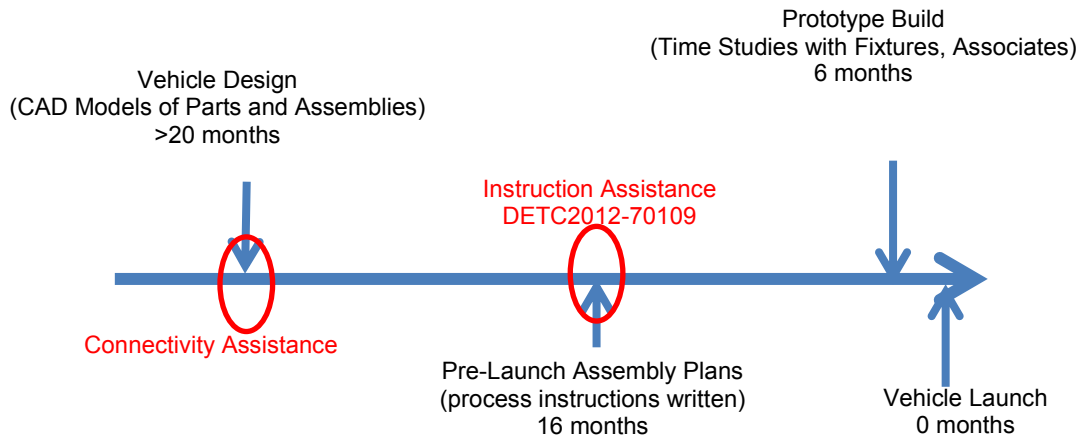 Prototype Build
(Time Studies with Fixtures, Associates)
6 months
Vehicle Design
(CAD Models of Parts and Assemblies)
>20 months
Instruction Assistance
DETC2012-70109
Connectivity Assistance
Pre-Launch Assembly Plans
(process instructions written)
16 months
Vehicle Launch
0 months